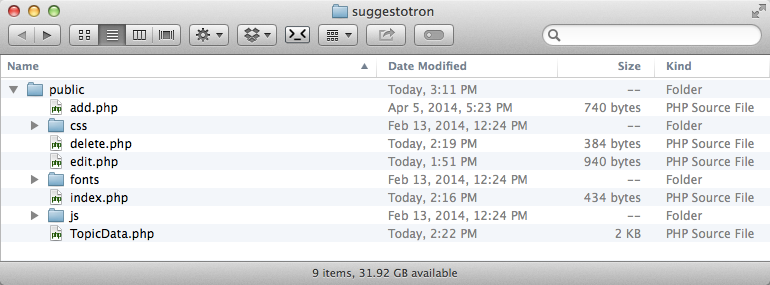 suggestotron
Name Date Modified Size Kind
public Today, 3:11 PM -- Folder
php add.php Apr 5, 2014, 5:23 PM 740 bytes PHP Source File
css Feb 13, 2014, 12:24 PM -- Folder
php delete.php Today, 2:19 PM 384 bytes PHP Source File
php edit.php Today, 1:51 PM 940 bytes PHP Source File
fonts Feb 13, 2014, 12:24 PM -- Folder
php index.php Today, 2:16 PM 434 bytes PHP Source File
js Feb 13, 2014, 12:24 PM -- Folder
php TopicData.php Today, 2:22 PM 2 KB PHP Source File
9 items, 31.92 GB available